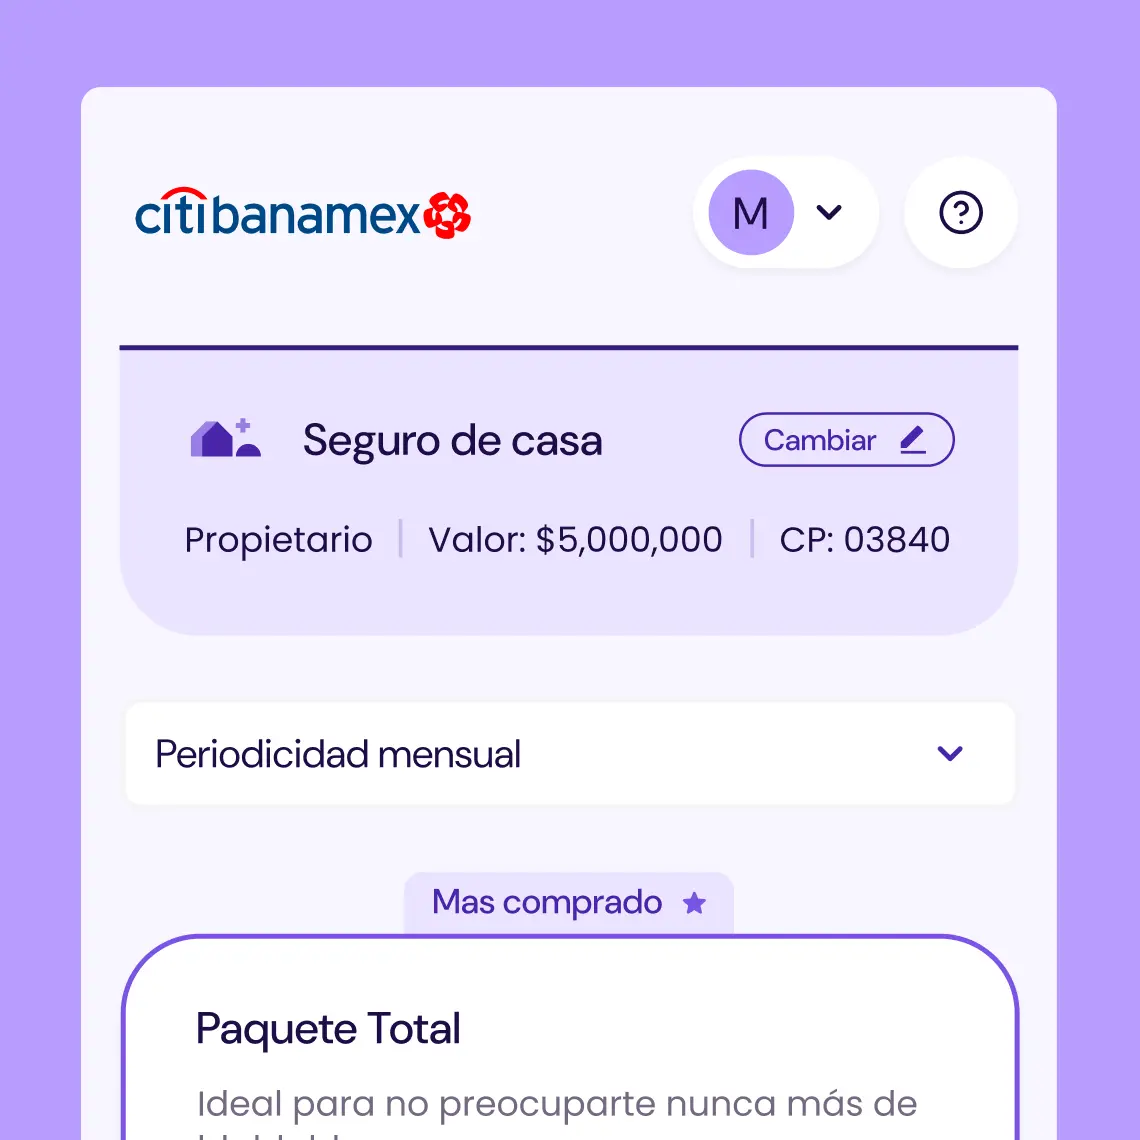 citibanamex
M
?
Seguro de casa
Cambiar
Propietario | Valor: $5,000,000 | CP: 03840
Periodicidad mensual
Mas comprado
Paquete Total
Ideal para no preocuparte nunca más de